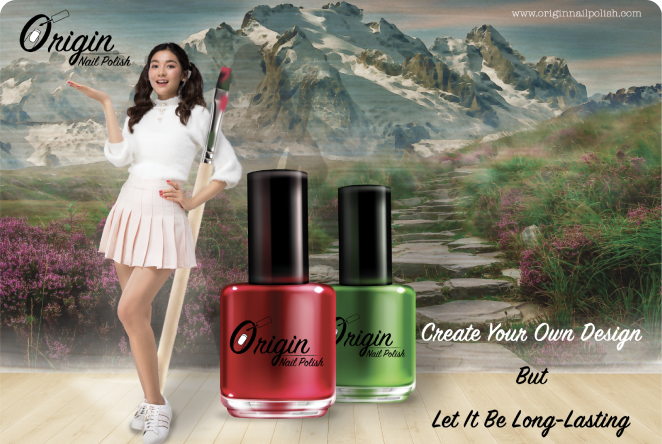 www.originnailpolish.com
Origin
Nail Polish
Origin
Nail Polish
Origin
Nail Polish
Create Your Own Design
But
Let It Be Long-Lasting